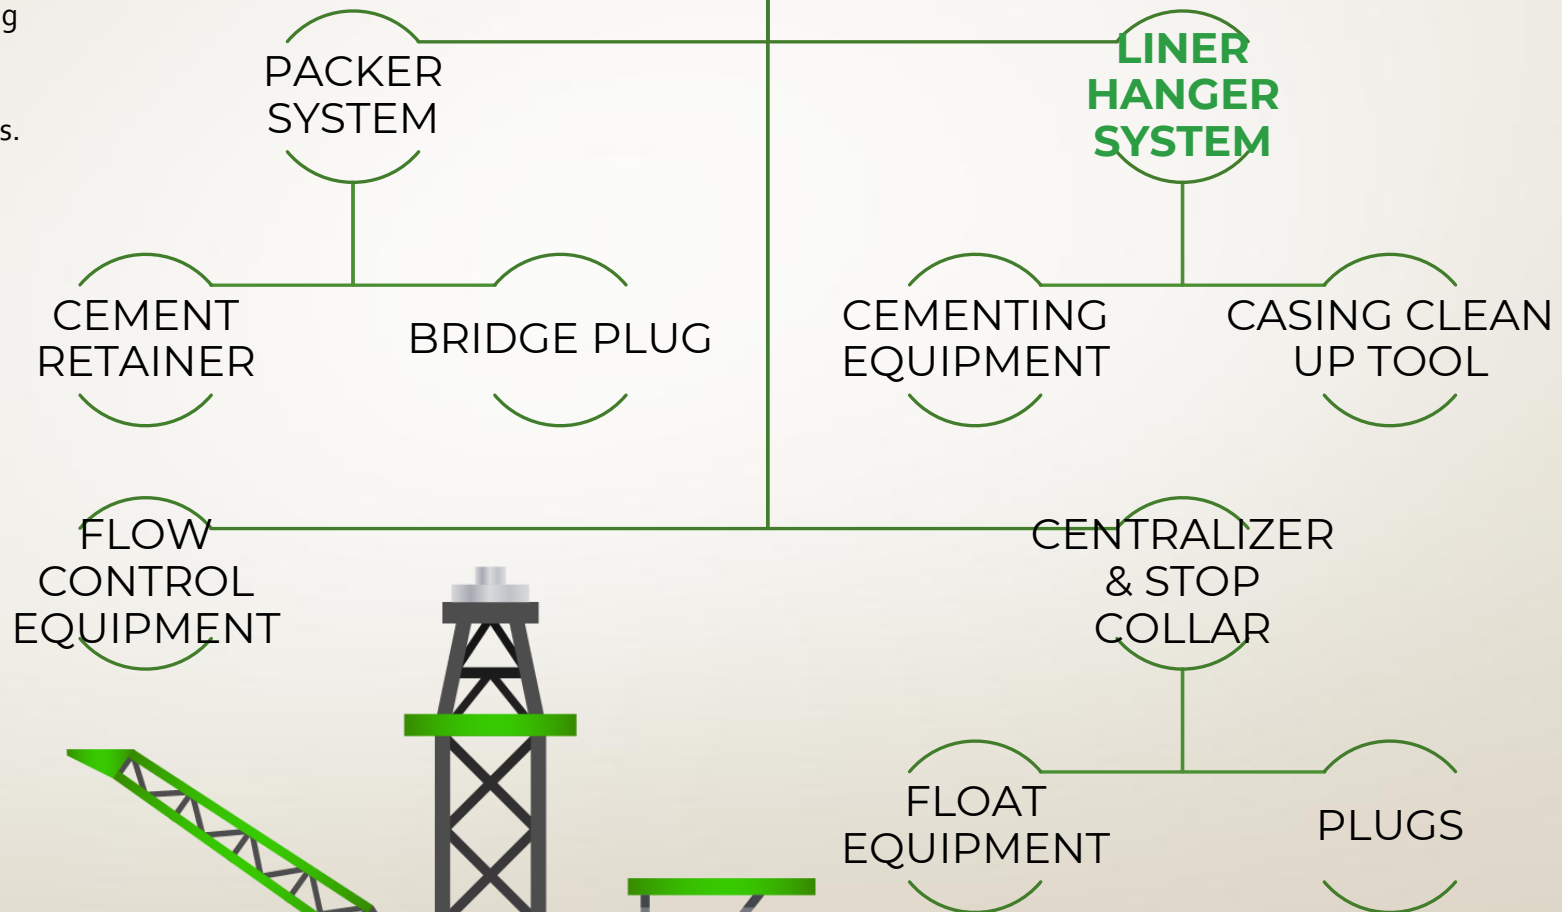 g
s.
PACKER
SYSTEM
LINER
HANGER
SYSTEM
CEMENT
RETAINER
BRIDGE PLUG
CEMENTING
EQUIPMENT
CASING CLEAN
UP TOOL
FLOW
CONTROL
EQUIPMENT
CENTRALIZER
& STOP
COLLAR
FLOAT
EQUIPMENT
PLUGS